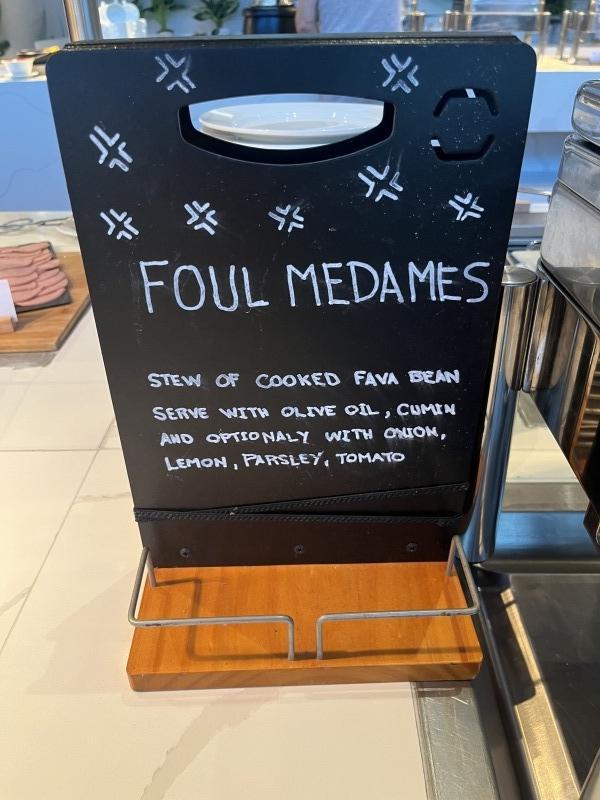 FOUL MEDAMES
STEW OF COOKED FAVA BEAN
SERVE WITH OLIVE OIL, CUMIN
AND OPTIONALY WITH ONION,
LEMON, PARSLEY, TOMATO